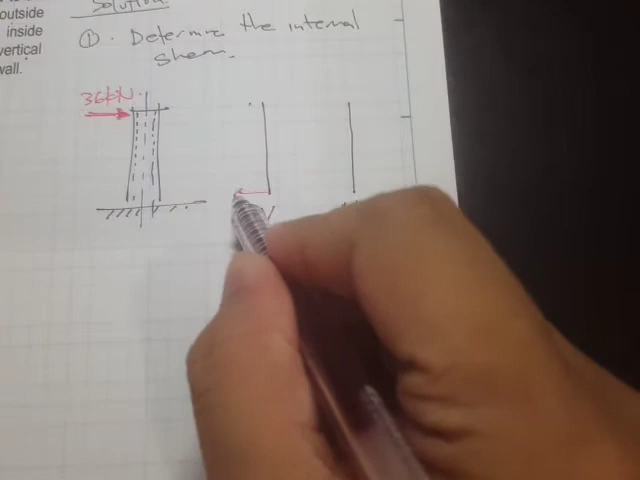 outside
inside
vertical
wall.
Solution
①. Determine the internal
shear.
36kN.